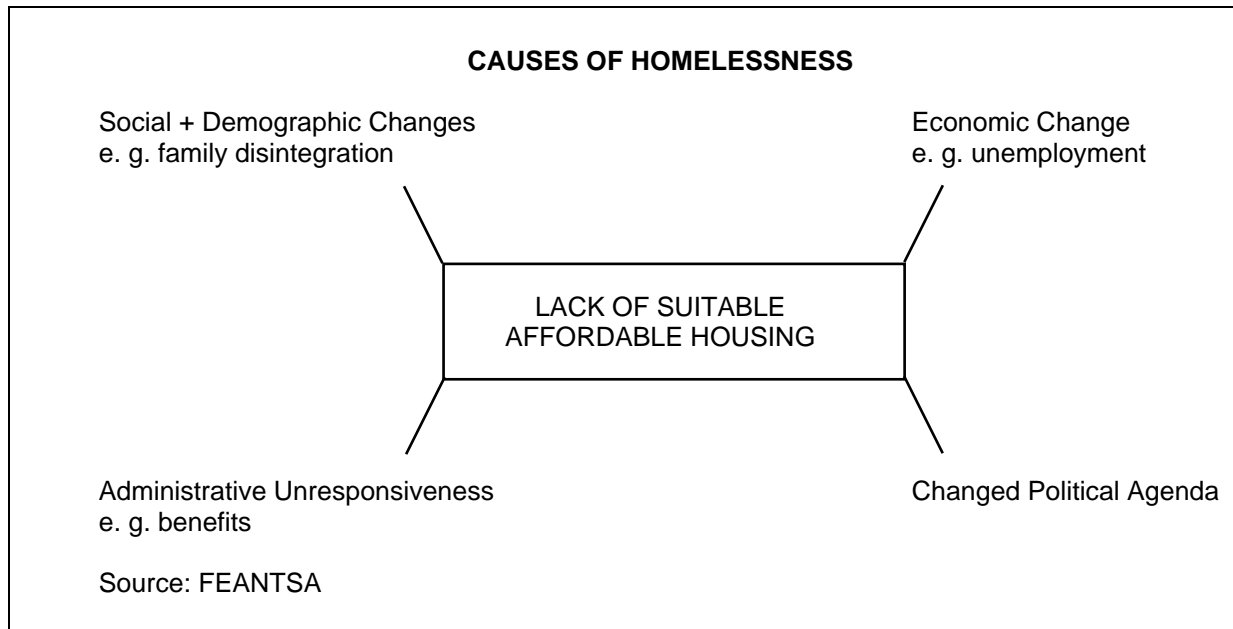 CAUSES OF HOMELESSNESS
Social + Demographic Changes
e. g. family disintegration
Economic Change
e. g. unemployment
LACK OF SUITABLE
AFFORDABLE HOUSING
Administrative Unresponsiveness
e. g. benefits
Changed Political Agenda
Source: FEANTSA